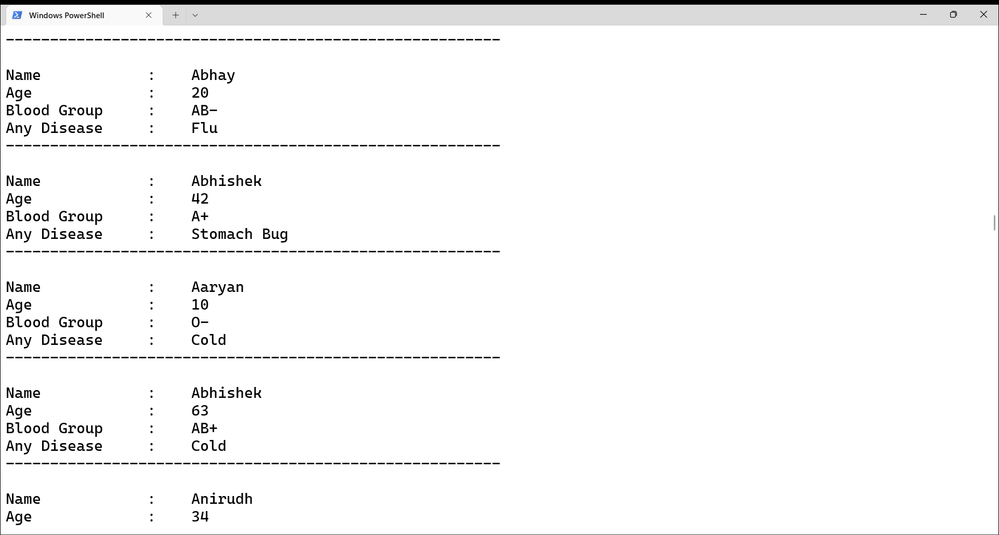 Windows PowerShell
--------------------------------------------------------
Name : Abhay
Age : 20
Blood Group : AB-
Any Disease : Flu
--------------------------------------------------------
Name : Abhishek
Age : 42
Blood Group : A+
Any Disease : Stomach Bug
--------------------------------------------------------
Name : Aaryan
Age : 10
Blood Group : O-
Any Disease : Cold
--------------------------------------------------------
Name : Abhishek
Age : 63
Blood Group : AB+
Any Disease : Cold
--------------------------------------------------------
Name : Anirudh
Age : 34